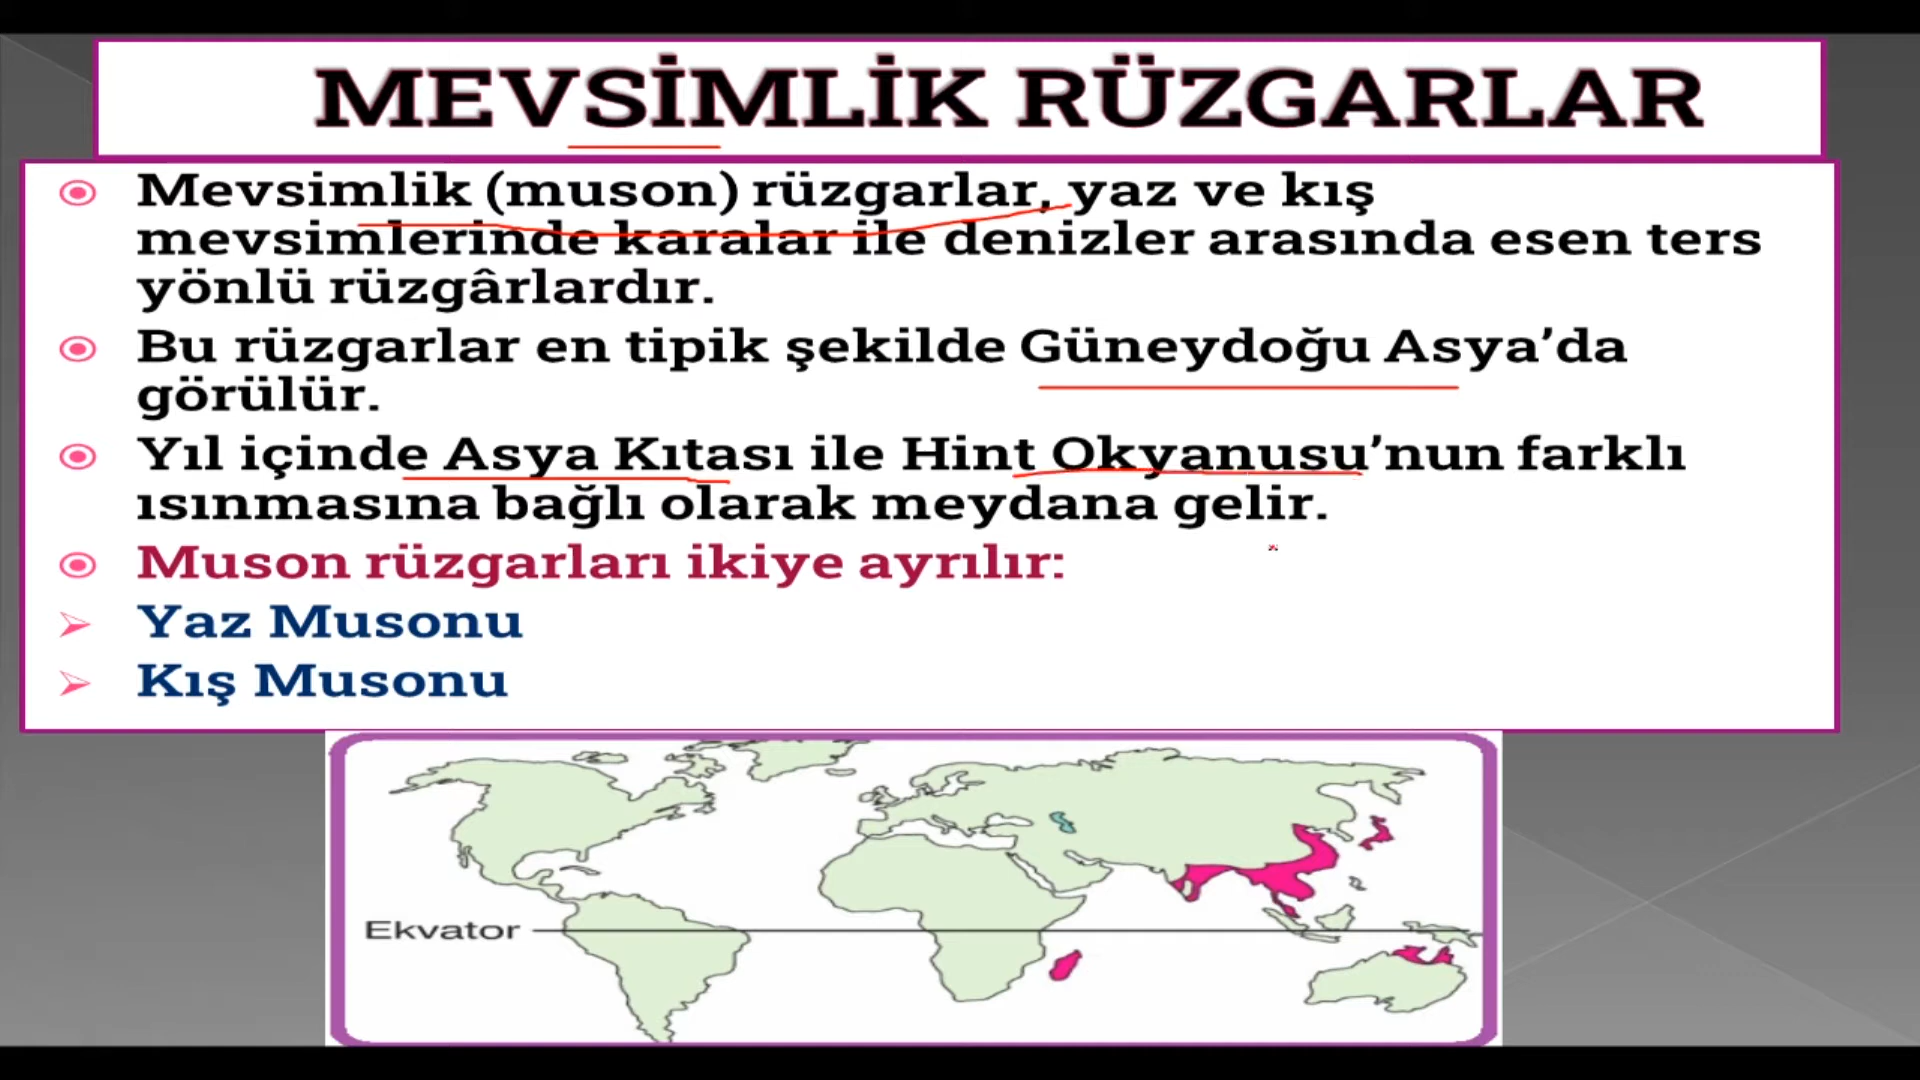 MEVSİMLİK RÜZGARLAR
Mevsimlik (muson) rüzgarlar, yaz ve kış
mevsimlerinde karalar ile denizler arasında esen ters
yönlü rüzgârlardır.
Bu rüzgarlar en tipik şekilde Güneydoğu Asya’da
görülür.
Yıl içinde Asya Kıtası ile Hint Okyanusu’nun farklı
ısınmasına bağlı olarak meydana gelir.
Muson rüzgarları ikiye ayrılır:
Yaz Musonu
Kış Musonu
Ekvator